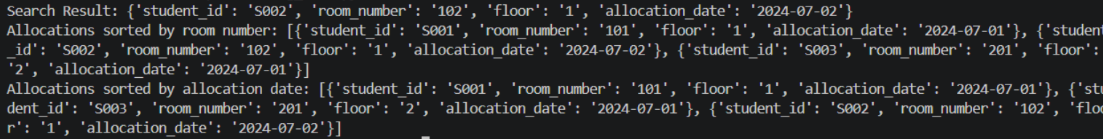 Search Result: {'student_id': 'S002', 'room_number': '102', 'floor': '1', 'allocation_date': '2024-07-02'}
Allocations sorted by room number: [{'student_id': 'S001', 'room_number': '101', 'floor': '1', 'allocation_date': '2024-07-01'}, {'student
_id': 'S002', 'room_number': '102', 'floor': '1', 'allocation_date': '2024-07-02'}, {'student_id': 'S003', 'room_number': '201', 'floor':
'2', 'allocation_date': '2024-07-01'}]
Allocations sorted by allocation date: [{'student_id': 'S001', 'room_number': '101', 'floor': '1', 'allocation_date': '2024-07-01'}, {'stu
dent_id': 'S003', 'room_number': '201', 'floor': '2', 'allocation_date': '2024-07-01'}, {'student_id': 'S002', 'room_number': '102', 'floo
r': '1', 'allocation_date': '2024-07-02'}]